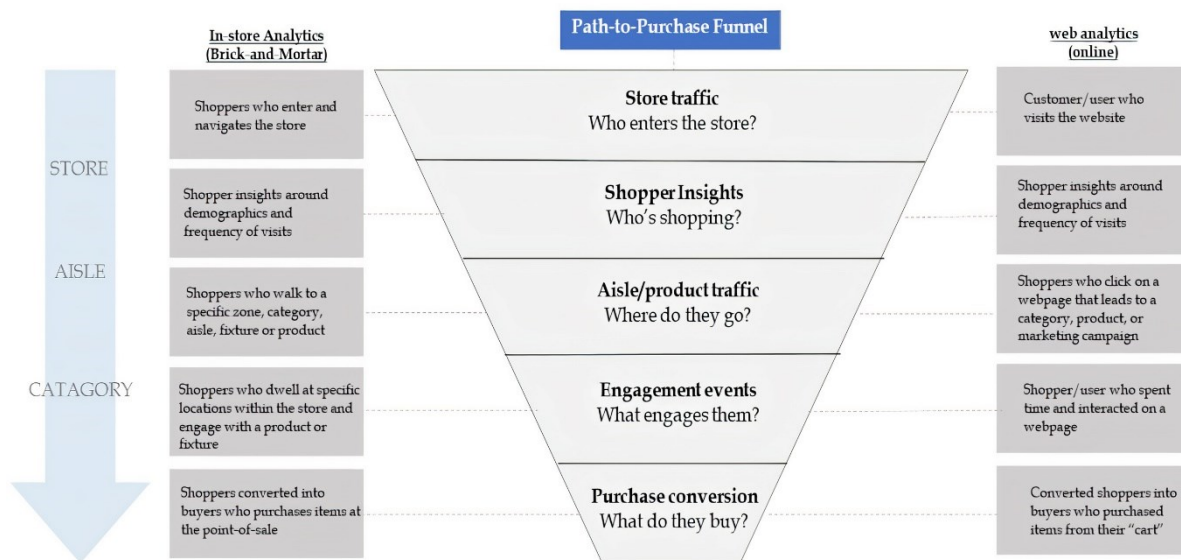 Path-to-Purchase Funnel
In-store Analytics
(Brick-and-Mortar)
web analytics
(online)
STORE
AISLE
CATAGORY
Shoppers who enter and
navigates the store
Store traffic
Who enters the store?
Customer/user who
visits the website
Shopper insights around
demographics and
frequency of visits
Shopper Insights
Who's shopping?
Shopper insights around
demographics and
frequency of visits
Shoppers who walk to a
specific zone, category,
aisle, fixture or product
Aisle/product traffic
Where do they go?
Shoppers who click on a
webpage that leads to a
category, product, or
marketing campaign
Shoppers who dwell at specific
locations within the store and
engage with a product or
fixture
Engagement events
What engages them?
Shopper/user who spent
time and interacted on a
webpage
Shoppers converted into
buyers who purchases items at
the point-of-sale
Purchase conversion
What do they buy?
Converted shoppers into
buyers who purchased
items from their “cart”